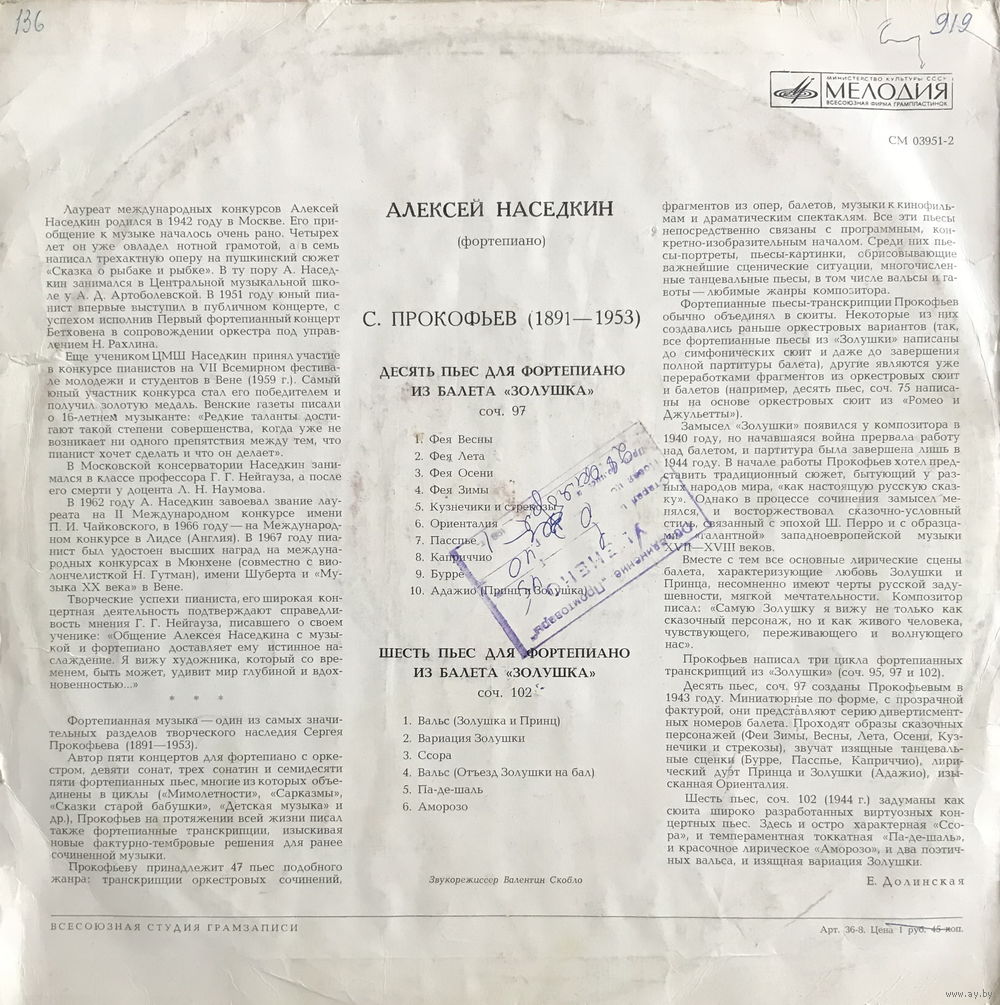 136
919
МИНИСТЕРСТВО КУЛЬТУРЫ СССР
МЕЛОДИЯ
ВСЕСОЮЗНАЯ ФИРМА ГРАМПЛАСТИНОК
СМ 03951-2
Лауреат международных конкурсов Алексей
Наседкин родился в 1942 году в Москве. Его при-
общение к музыке началось очень рано. Четырех
лет он уже овладел нотной грамотой, а в семь
написал трехактную оперу на пушкинский сюжет
«Сказка о рыбаке и рыбке». В ту пору А. Насед-
кин занимался в Центральной музыкальной шко-
ле у А. Д. Артоболевской. В 1951 году юный пиа-
нист впервые выступил в публичном концерте, с
успехом исполнив Первый фортепианный концерт
Бетховена в сопровождении оркестра под управ-
лением Н. Рахлина.
Еще учеником ЦМШ Наседкин принял участие
в конкурсе пианистов на VII Всемирном фестива-
ле молодежи и студентов в Вене (1959 г.). Самый
юный участник конкурса стал его победителем и
получил золотую медаль. Венские газеты писали
о 16-летнем музыканте: «Редкие таланты дости-
гают такой степени совершенства, когда уже не
возникает ни одного препятствия между тем, что
пианист хочет сделать и что он делает».
В Московской консерватории Наседкин зани-
мался в классе профессора Г. Г. Нейгауза, а после
его смерти у доцента Л. Н. Наумова.
В 1962 году А. Наседкин завоевал звание лау-
реата на II Международном конкурсе имени
П. И. Чайковского, в 1966 году — на Международ-
ном конкурсе в Лидсе (Англия). В 1967 году пиа-
нист был удостоен высших наград на междуна-
родных конкурсах в Мюнхене (совместно с вио-
лончелисткой Н. Гутман), имени Шуберта и «Му-
зыка XX века» в Вене.
Творческие успехи пианиста, его широкая кон-
цертная деятельность подтверждают справедли-
вость мнения Г. Г. Нейгауза, писавшего о своем
ученике: «Общение Алексея Наседкина с музы-
кой и фортепиано доставляет ему истинное на-
слаждение. Я вижу художника, который со вре-
менем, быть может, удивит мир глубиной и вдох-
новенностью...»
* * *
Фортепианная музыка — один из самых значи-
тельных разделов творческого наследия Сергея
Прокофьева (1891—1953).
Автор пяти концертов для фортепиано с орке-
стром, девяти сонат, трех сонатин и семидесяти
пяти фортепианных пьес, многие из которых объе-
динены в циклы («Мимолетности», «Сарказмы»,
«Сказки старой бабушки», «Детская музыка» и
др.), Прокофьев на протяжении всей жизни писал
также фортепианные транскрипции, изыскивая
новые фактурно-тембровые решения для ранее
сочиненной музыки.
Прокофьеву принадлежит 47 пьес подобного
жанра: транскрипции оркестровых сочинений,
АЛЕКСЕЙ НАСЕДКИН
(фортепиано)
С. ПРОКОФЬЕВ (1891—1953)
ДЕСЯТЬ ПЬЕС ДЛЯ ФОРТЕПИАНО
ИЗ БАЛЕТА «ЗОЛУШКА»
соч. 97
1. Фея Весны
2. Фея Лета
3. Фея Осени
4. Фея Зимы
5. Кузнечики и стрекозы
6. Ориенталия
7. Пасспье
8. Каприччио
9. Бурре
10. Адажио (Принц и Золушка)
ШЕСТЬ ПЬЕС ДЛЯ ФОРТЕПИАНО
ИЗ БАЛЕТА «ЗОЛУШКА»
соч. 102
1. Вальс (Золушка и Принц)
2. Вариация Золушки
3. Ссора
4. Вальс (Отъезд Золушки на бал)
5. Па-де-шаль
6. Аморозо
Звукорежиссер Валентин Скобло
фрагментов из опер, балетов, музыки к кинофиль-
мам и драматическим спектаклям. Все эти пьесы
непосредственно связаны с программным, кон-
кретно-изобразительным началом. Среди них пье-
сы-портреты, пьесы-картинки, обрисовывающие
важнейшие сценические ситуации, многочислен-
ные танцевальные пьесы, в том числе вальсы и га-
воты — любимые жанры композитора.
Фортепианные пьесы-транскрипции Прокофьев
обычно объединял в сюиты. Некоторые из них
создавались раньше оркестровых вариантов (так,
все фортепианные пьесы из «Золушки» написаны
до симфонических сюит и даже до завершения
полной партитуры балета), другие являются уже
переработками фрагментов из оркестровых сюит
и балетов (например, десять пьес, соч. 75 написа-
ны на основе оркестровых сюит из «Ромео и
Джульетты»).
Замысел «Золушки» появился у композитора в
1940 году, но начавшаяся война прервала работу
над балетом, и партитура была завершена лишь в
1944 году. В начале работы Прокофьев хотел пред-
ставить традиционный сюжет, бытующий у раз-
ных народов мира, «как настоящую русскую сказ-
ку». Однако в процессе сочинения замысел ме-
нялся, и восторжествовал сказочно-условный
связанный с эпохой Ш. Перро и с образца-
«галантной» западноевропейской музыки
XVII—XVIII веков.
Вместе с тем все основные лирические сцены
балета, характеризующие любовь Золушки и
Принца, несомненно имеют черты русской заду-
шевности, мягкой мечтательности. Композитор
писал: «Самую Золушку я вижу не только как
сказочный персонаж, но и как живого человека,
чувствующего, переживающего и волнующего
нас».
Прокофьев написал три цикла фортепианных
транскрипций из «Золушки» (соч. 95, 97 и 102).
Десять пьес, соч. 97 созданы Прокофьевым в
1943 году. Миниатюрные по форме, с прозрачной
фактурой, они представляют серию дивертисмент-
ных номеров балета. Проходят образы сказочных
персонажей (Феи Зимы, Весны, Лета, Осени, Куз-
нечики и стрекозы), звучат изящные танцеваль-
ные сценки (Бурре, Пасспье, Каприччио), лири-
ческий дуэт Принца и Золушки (Адажио), изы-
сканная Ориенталия.
Шесть пьес, соч. 102 (1944 г.) задуманы как
сюита широко разработанных виртуозных кон-
цертных пьес. Здесь и остро характерная «Ссо-
ра», и темпераментная токкатная «Па-де-шаль»,
и красочное лирическое «Аморозо», и два поэтич-
ных вальса, и изящная вариация Золушки.
Е. Долинская
ВСЕСОЮЗНАЯ СТУДИЯ ГРАМЗАПИСИ
Арт. 36-8. Цена 1 руб. 45 коп.
www.ay.by